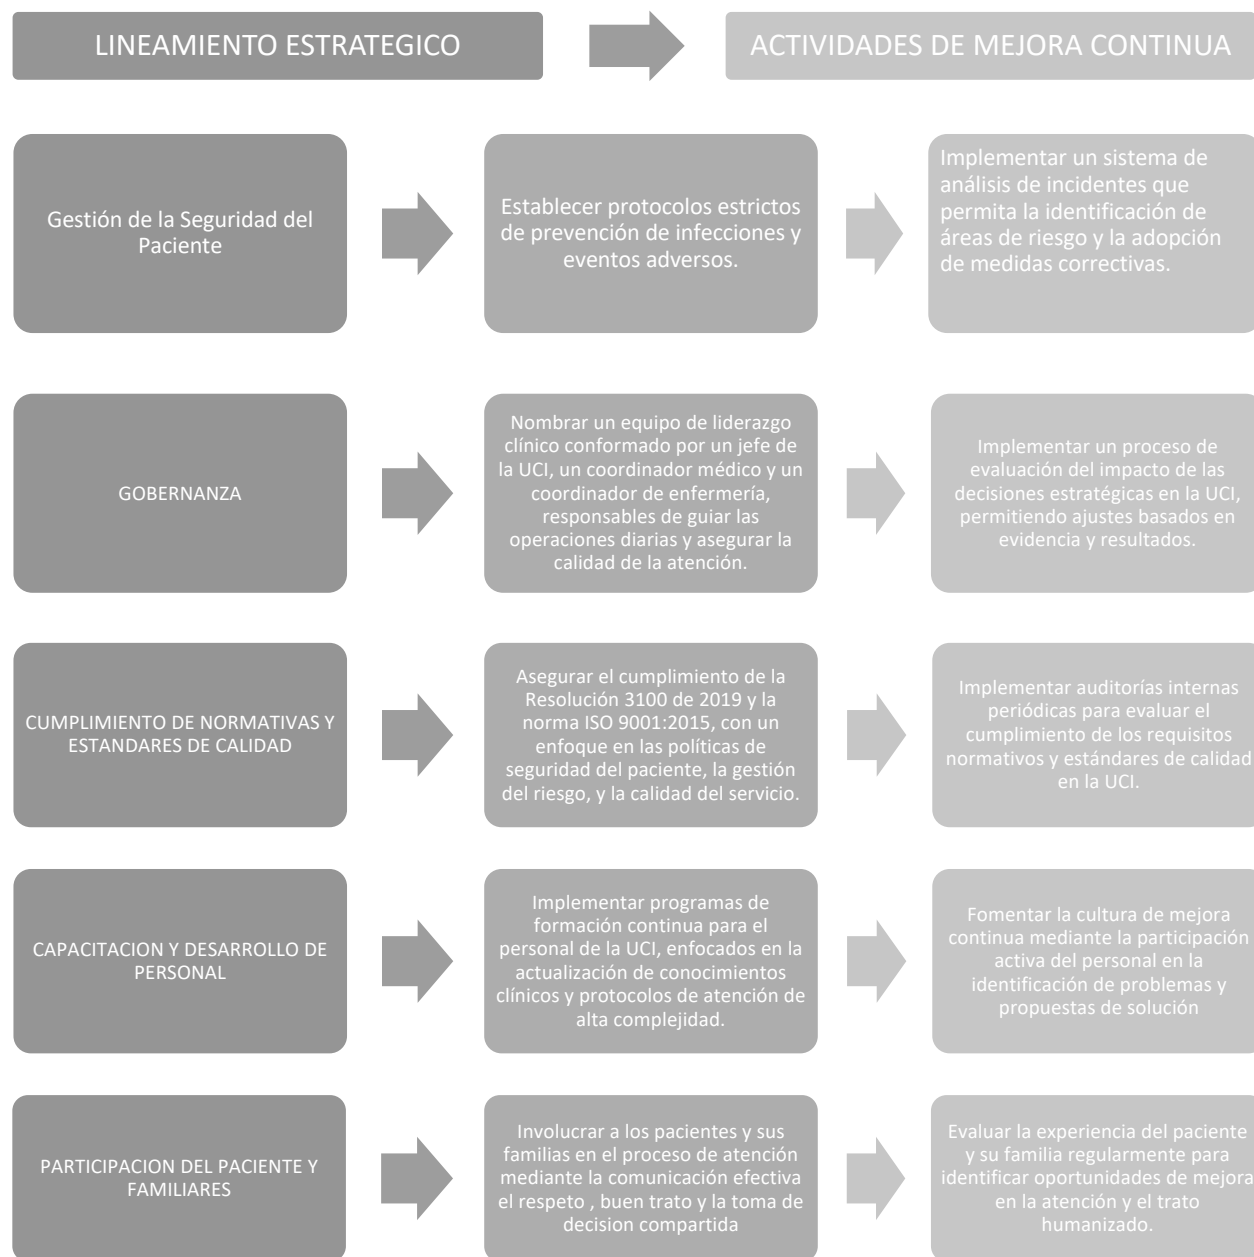 LINEAMIENTO ESTRATEGICO
ACTIVIDADES DE MEJORA CONTINUA
Gestión de la Seguridad del
Paciente
Establecer protocolos estrictos
de prevención de infecciones y
eventos adversos.
Implementar un sistema de
análisis de incidentes que
permita la identificación de
áreas de riesgo y la adopción
de medidas correctivas.
GOBERNANZA
Nombrar un equipo de liderazgo
clínico conformado por un jefe de
la UCI, un coordinador médico y un
coordinador de enfermería,
responsables de guiar las
operaciones diarias y asegurar la
calidad de la atención.
Implementar un proceso de
evaluación del impacto de las
decisiones estratégicas en la UCI,
permitiendo ajustes basados en
evidencia y resultados.
CUMPLIMIENTO DE NORMATIVAS Y
ESTANDARES DE CALIDAD
Asegurar el cumplimiento de la
Resolución 3100 de 2019 y la
norma ISO 9001:2015, con un
enfoque en las políticas de
seguridad del paciente, la gestión
del riesgo, y la calidad del servicio.
Implementar auditorías internas
periódicas para evaluar el
cumplimiento de los requisitos
normativos y estándares de calidad
en la UCI.
CAPACITACION Y DESARROLLO DE
PERSONAL
Implementar programas de
formación continua para el
personal de la UCI, enfocados en la
actualización de conocimientos
clínicos y protocolos de atención de
alta complejidad.
Fomentar la cultura de mejora
continua mediante la participación
activa del personal en la
identificación de problemas y
propuestas de solución
PARTICIPACION DEL PACIENTE Y
FAMILIARES
Involucrar a los pacientes y sus
familias en el proceso de atención
mediante la comunicación efectiva
el respeto , buen trato y la toma de
decision compartida
Evaluar la experiencia del paciente
y su familia regularmente para
identificar oportunidades de mejora
en la atención y el trato
humanizado.